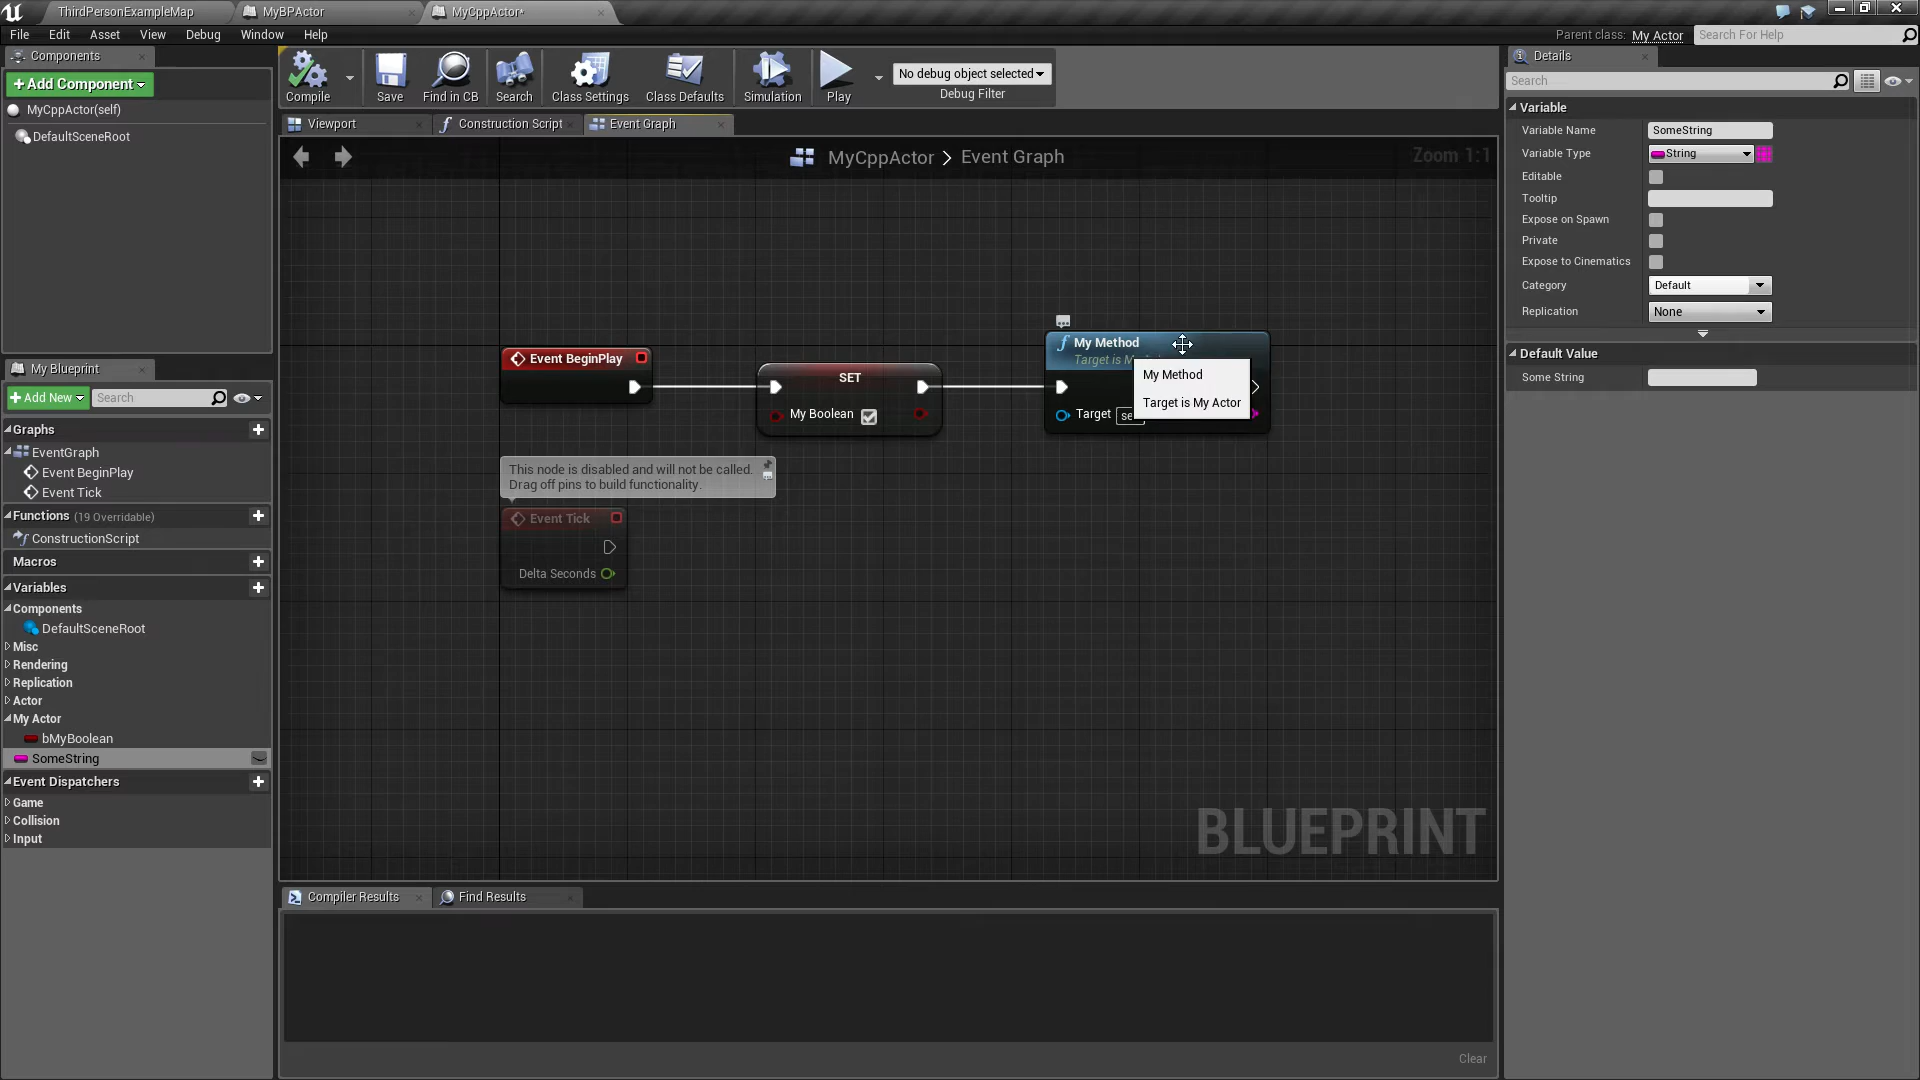 ThirdPersonExampleMap
MyBPActor
MyCppActor*
File Edit Asset View Debug Window Help
Parent class: My Actor
Search For Help
Components
+Add Component
MyCppActor(self)
DefaultSceneRoot
Compile
Save
Find in CB
Search
Class Settings
Class Defaults
Simulation
Play
No debug object selected
Debug Filter
Viewport
Construction Script
Event Graph
MyCppActor > Event Graph
Zoom 1:1
Event BeginPlay
SET
My Boolean
My Method
Target
My Method
Target is My Actor
This node is disabled and will not be called.
Drag off pins to build functionality.
Event Tick
Delta Seconds
BLUEPRINT
My Blueprint
+Add New
Search
Graphs
EventGraph
Event BeginPlay
Event Tick
Functions (19 Overridable)
ConstructionScript
Macros
Variables
Components
DefaultSceneRoot
Misc
Rendering
Replication
Actor
My Actor
bMyBoolean
SomeString
Event Dispatchers
Game
Collision
Input
Compiler Results
Find Results
Clear
Details
Search
Variable
Variable Name SomeString
Variable Type String
Editable
Tooltip
Expose on Spawn
Private
Expose to Cinematics
Category Default
Replication None
Default Value
Some String